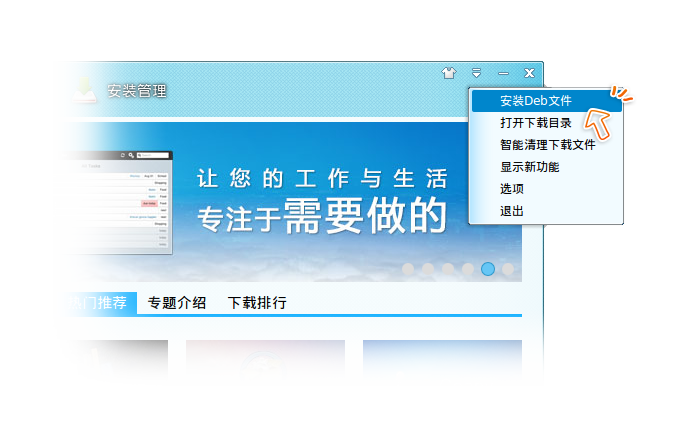 安装管理
安装Deb文件
打开下载目录
智能清理下载文件
显示新功能
选项
退出
让您的工作与生活
专注于需要做的
热门推荐
专题介绍
下载排行